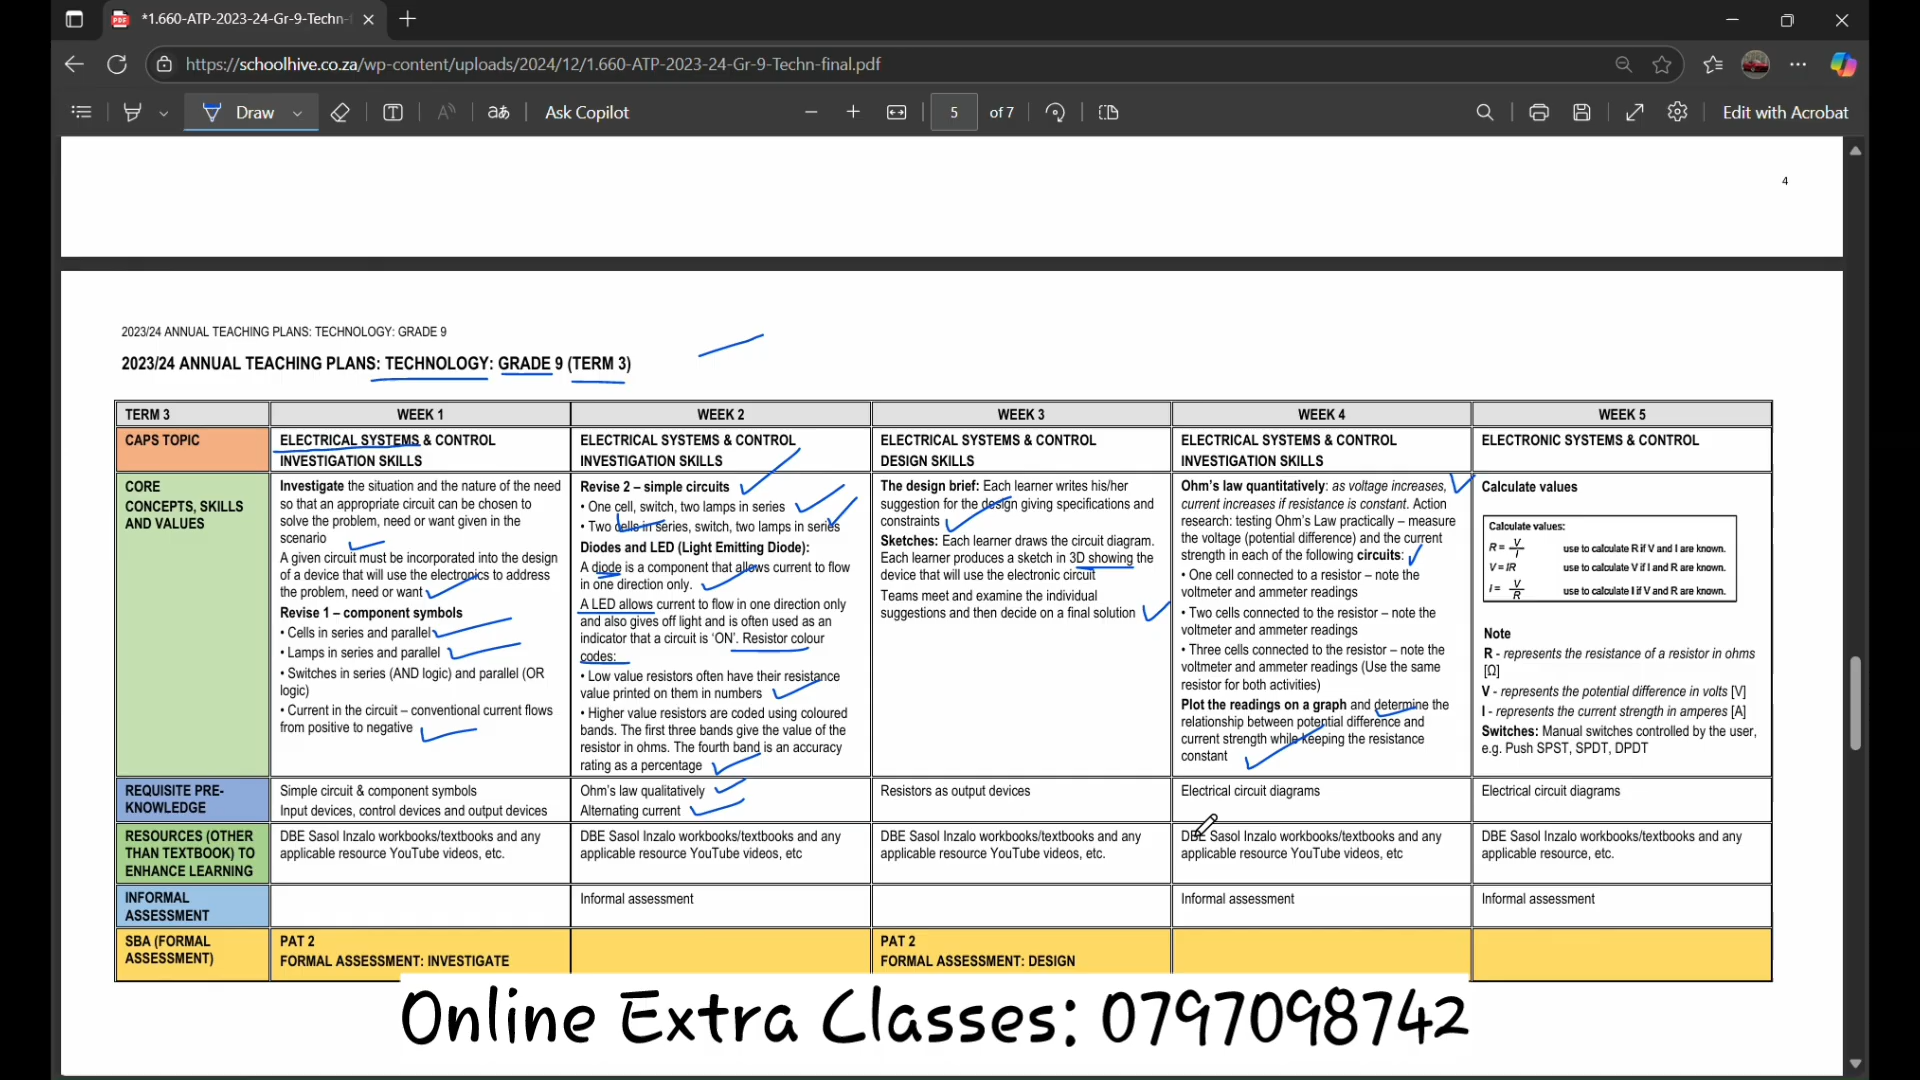 *1.660-ATP-2023-24-Gr-9-Techn-
https://schoolhive.co.za/wp-content/uploads/2024/12/1.660-ATP-2023-24-Gr-9-Techn-final.pdf
Draw
aあ
Ask Copilot
5 of 7
Edit with Acrobat
4
2023/24 ANNUAL TEACHING PLANS: TECHNOLOGY: GRADE 9
2023/24 ANNUAL TEACHING PLANS: TECHNOLOGY: GRADE 9 (TERM 3)
TERM 3
WEEK 1
WEEK 2
WEEK 3
WEEK 4
WEEK 5
CAPS TOPIC
ELECTRICAL SYSTEMS & CONTROL
INVESTIGATION SKILLS
ELECTRICAL SYSTEMS & CONTROL
INVESTIGATION SKILLS
ELECTRICAL SYSTEMS & CONTROL
DESIGN SKILLS
ELECTRICAL SYSTEMS & CONTROL
INVESTIGATION SKILLS
ELECTRONIC SYSTEMS & CONTROL
CORE
CONCEPTS, SKILLS
AND VALUES
Investigate the situation and the nature of the need
so that an appropriate circuit can be chosen to
solve the problem, need or want given in the
scenario
A given circuit must be incorporated into the design
of a device that will use the electronics to address
the problem, need or want
Revise 1 – component symbols
• Cells in series and parallel
• Lamps in series and parallel
• Switches in series (AND logic) and parallel (OR
logic)
• Current in the circuit – conventional current flows
from positive to negative
Revise 2 – simple circuits
• One cell, switch, two lamps in series
• Two cells in series, switch, two lamps in series
Diodes and LED (Light Emitting Diode):
A diode is a component that allows current to flow
in one direction only.
A LED allows current to flow in one direction only
and also gives off light and is often used as an
indicator that a circuit is ‘ON’. Resistor colour
codes:
• Low value resistors often have their resistance
value printed on them in numbers
• Higher value resistors are coded using coloured
bands. The first three bands give the value of the
resistor in ohms. The fourth band is an accuracy
rating as a percentage
The design brief: Each learner writes his/her
suggestion for the design giving specifications and
constraints
Sketches: Each learner draws the circuit diagram.
Each learner produces a sketch in 3D showing the
device that will use the electronic circuit
Teams meet and examine the individual
suggestions and then decide on a final solution
Ohm’s law quantitatively: as voltage increases,
current increases if resistance is constant. Action
research: testing Ohm’s Law practically – measure
the voltage (potential difference) and the current
strength in each of the following circuits:
• One cell connected to a resistor – note the
voltmeter and ammeter readings
• Two cells connected to the resistor – note the
voltmeter and ammeter readings
• Three cells connected to the resistor – note the
voltmeter and ammeter readings (Use the same
resistor for both activities)
Plot the readings on a graph and determine the
relationship between potential difference and
current strength while keeping the resistance
constant
Calculate values
Calculate values:
R = V/I use to calculate R if V and I are known.
V = IR use to calculate V if I and R are known.
I = V/R use to calculate I if V and R are known.
Note
R - represents the resistance of a resistor in ohms
[Ω]
V - represents the potential difference in volts [V]
I - represents the current strength in amperes [A]
Switches: Manual switches controlled by the user,
e.g. Push SPST, SPDT, DPDT
REQUISITE PRE-
KNOWLEDGE
Simple circuit & component symbols
Input devices, control devices and output devices
Ohm’s law qualitatively
Alternating current
Resistors as output devices
Electrical circuit diagrams
Electrical circuit diagrams
RESOURCES (OTHER
THAN TEXTBOOK) TO
ENHANCE LEARNING
DBE Sasol Inzalo workbooks/textbooks and any
applicable resource YouTube videos, etc.
DBE Sasol Inzalo workbooks/textbooks and any
applicable resource YouTube videos, etc
DBE Sasol Inzalo workbooks/textbooks and any
applicable resource YouTube videos, etc.
DBE Sasol Inzalo workbooks/textbooks and any
applicable resource YouTube videos, etc
DBE Sasol Inzalo workbooks/textbooks and any
applicable resource, etc.
INFORMAL
ASSESSMENT
Informal assessment
Informal assessment
Informal assessment
SBA (FORMAL
ASSESSMENT)
PAT 2
FORMAL ASSESSMENT: INVESTIGATE
PAT 2
FORMAL ASSESSMENT: DESIGN
Online Extra Classes: 0797098742